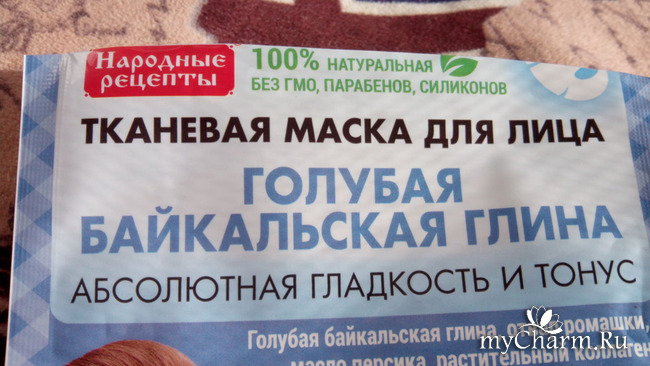 Народные
рецепты
100% НАТУРАЛЬНАЯ
БЕЗ ГМО, ПАРАБЕНОВ, СИЛИКОНОВ
ТКАНЕВАЯ МАСКА ДЛЯ ЛИЦА
ГОЛУБАЯ
БАЙКАЛЬСКАЯ ГЛИНА
АБСОЛЮТНАЯ ГЛАДКОСТЬ И ТОНУС
Голубая байкальская глина, ромашки,
масло персика, растительный
myCharm.Ru